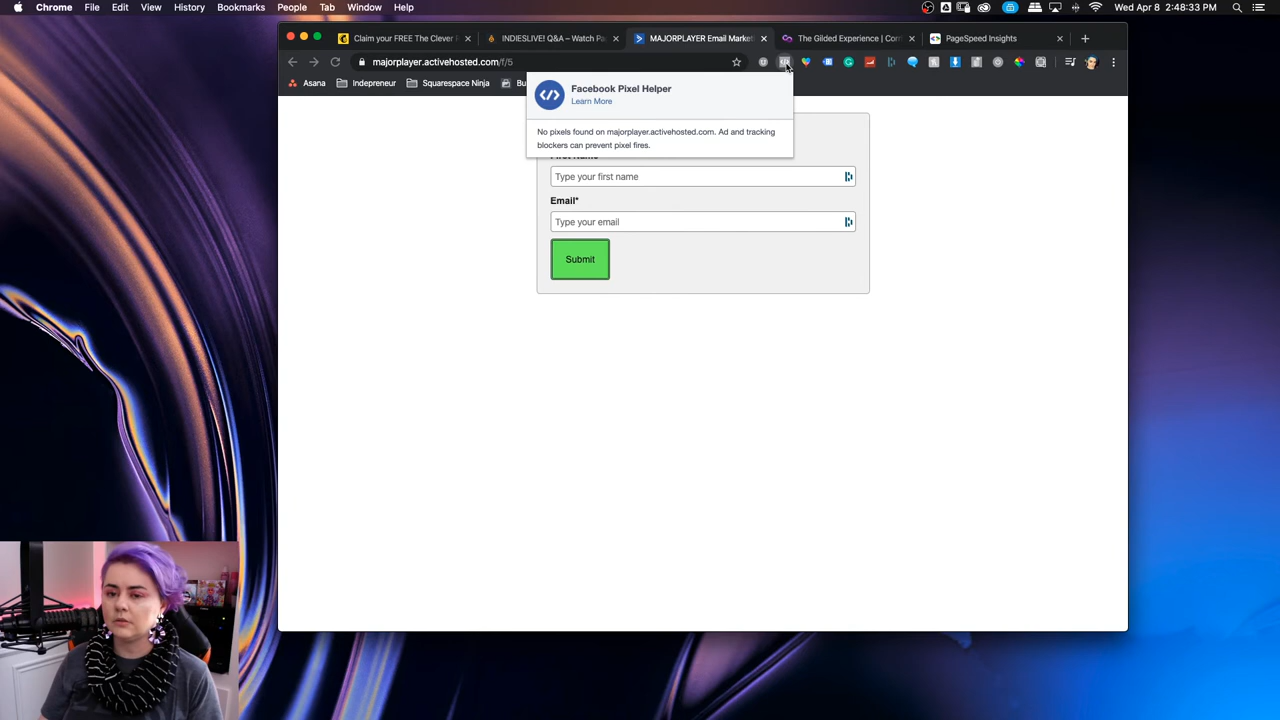 Chrome File Edit View History Bookmarks People Tab Window Help Wed Apr 8 2:48:33 PM
Claim your FREE The Clever INDIESLIVE! Q&A – Watch Pa MAJORPLAYER Email Market The Gilded Experience | Com PageSpeed Insights
majorplayer.activehosted.com/f/5
Asana Indepreneur Squarespace Ninja Bu
Facebook Pixel Helper
Learn More
No pixels found on majorplayer.activehosted.com. Ad and tracking
blockers can prevent pixel fires.
First Name
Type your first name
Email*
Type your email
Submit